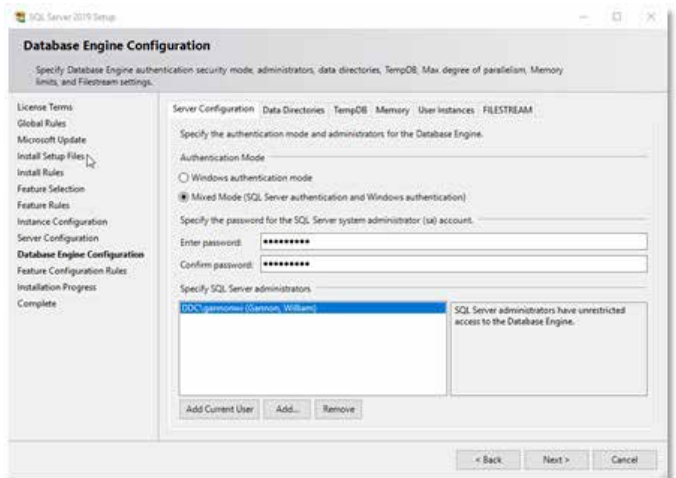 SQL Server 2019 Setup
Database Engine Configuration
Specify Database Engine authentication security mode, administrators, data directories, TempDB, Max degree of parallelism, Memory
limits, and Filestream settings.
License Terms
Global Rules
Microsoft Update
Install Setup Files
Install Rules
Feature Selection
Feature Rules
Instance Configuration
Server Configuration
Database Engine Configuration
Feature Configuration Rules
Installation Progress
Complete
Server Configuration Data Directories TempDB Memory User Instances FILESTREAM
Specify the authentication mode and administrators for the Database Engine.
Authentication Mode
Windows authentication mode
Mixed Mode (SQL Server authentication and Windows authentication)
Specify the password for the SQL Server system administrator (sa) account.
Enter password: •••••••••
Confirm password: •••••••••
Specify SQL Server administrators
DDC\gannonwi (Gannon, William)
SQL Server administrators have unrestricted
access to the Database Engine.
Add Current User Add... Remove
< Back Next > Cancel